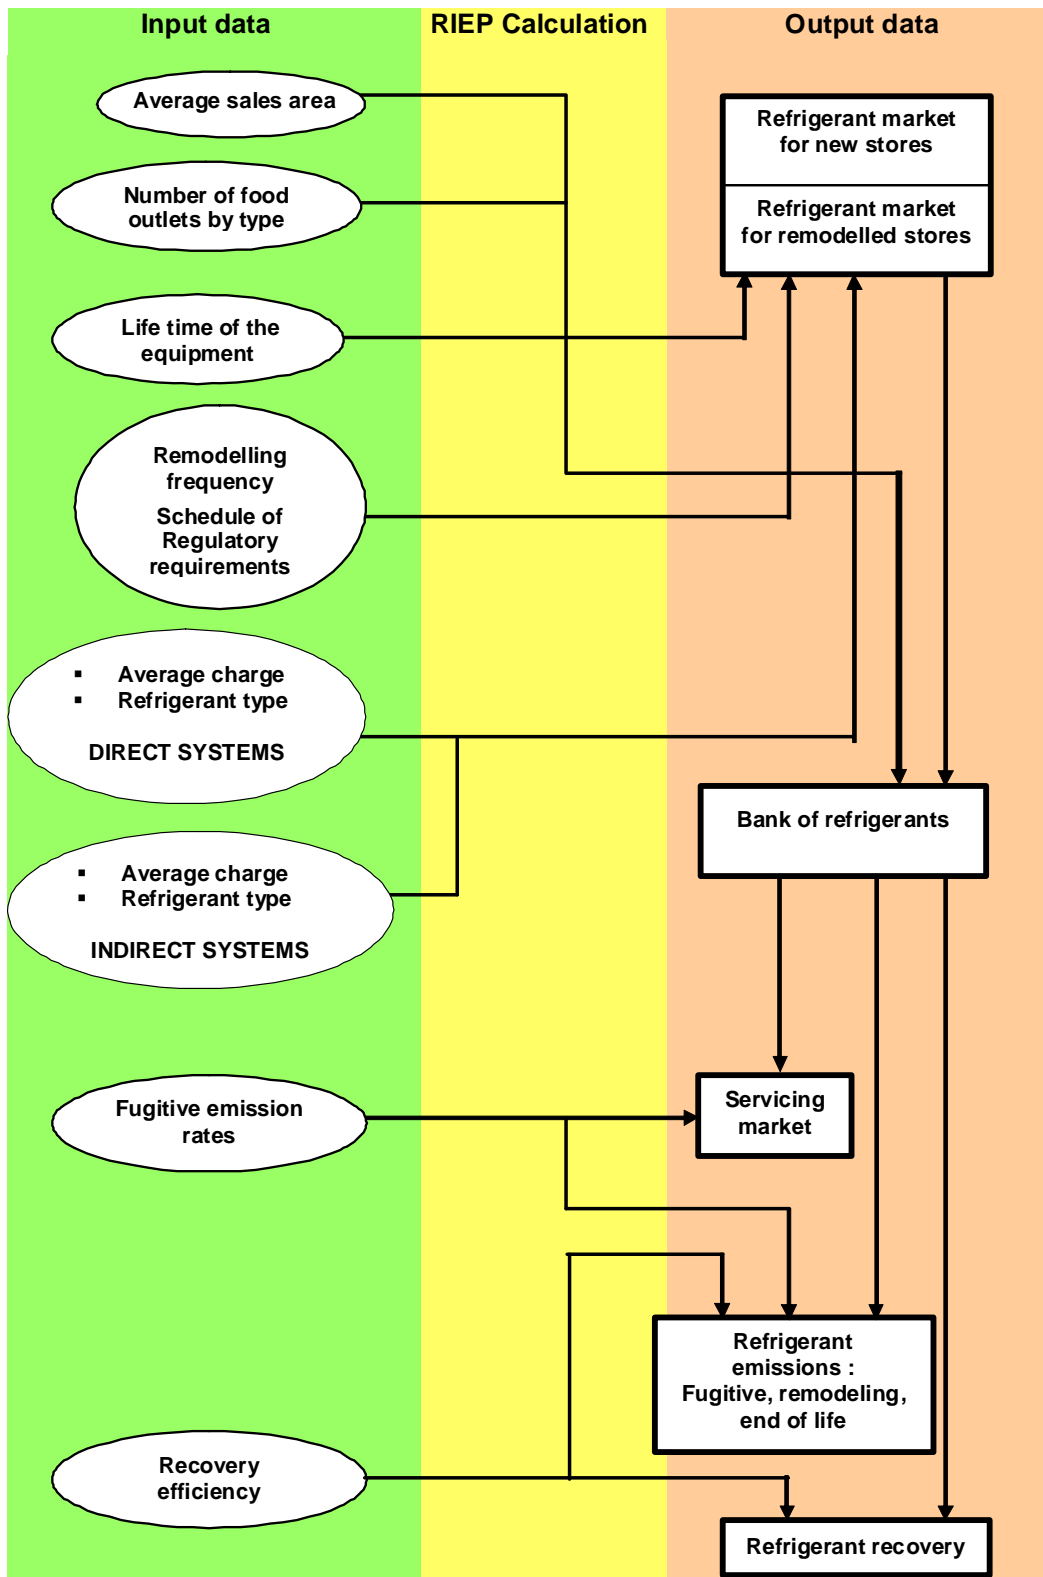 Input data
RIEP Calculation
Output data
Average sales area
Number of food
outlets by type
Life time of the
equipment
Remodelling
frequency
Schedule of
Regulatory
requirements
▪ Average charge
▪ Refrigerant type
DIRECT SYSTEMS
▪ Average charge
▪ Refrigerant type
INDIRECT SYSTEMS
Fugitive emission
rates
Recovery
efficiency
Refrigerant market
for new stores
Refrigerant market
for remodelled stores
Bank of refrigerants
Servicing
market
Refrigerant
emissions :
Fugitive, remodeling,
end of life
Refrigerant recovery